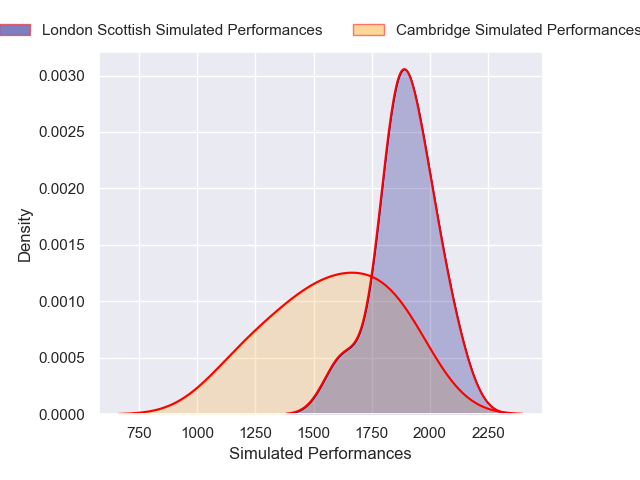 London Scottish Simulated Performances
Cambridge Simulated Performances
0.0030
0.0025
0.0020
0.0015
0.0010
0.0005
0.0000
Density
750 1000 1250 1500 1750 2000 2250
Simulated Performances